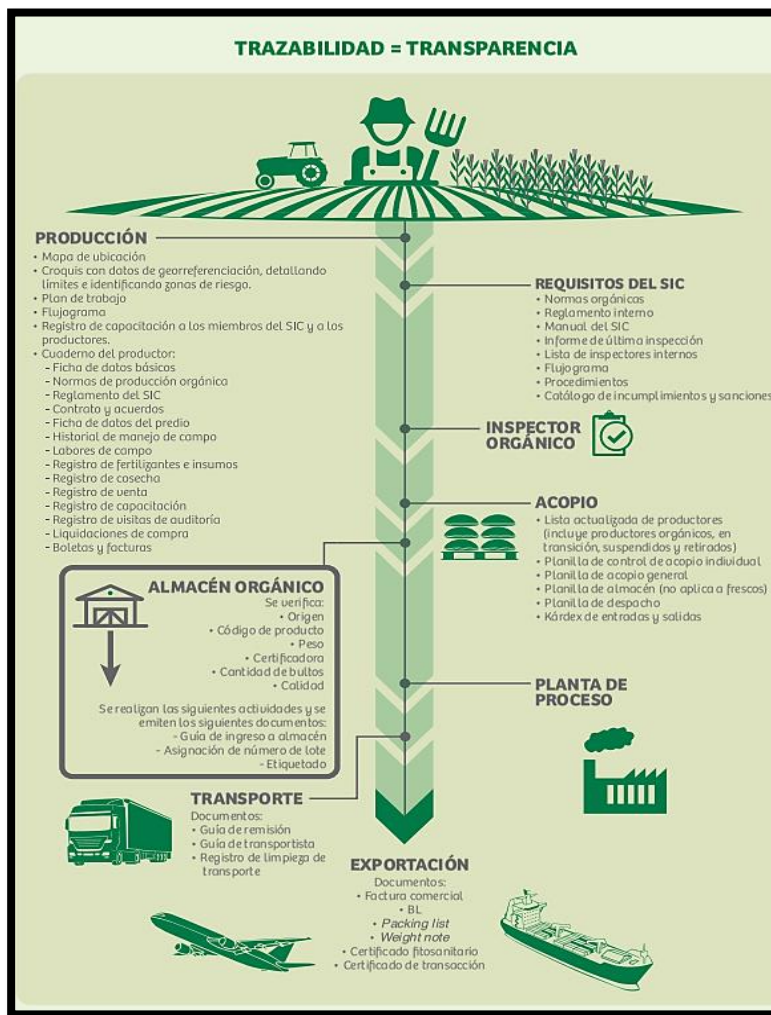 TRAZABILIDAD = TRANSPARENCIA
PRODUCCIÓN
• Mapa de ubicación
• Croquis con datos de georreferenciación, detallando
límites e identificando zonas de riesgo.
• Plan de trabajo
• Flujograma
• Registro de capacitación a los miembros del SIC y a los
productores.
• Cuaderno del productor:
- Ficha de datos básicos
- Normas de producción orgánica
- Reglamento del SIC
- Contrato y acuerdos
- Ficha de datos del predio
- Historial de manejo de campo
- Labores de campo
- Registro de fertilizantes e insumos
- Registro de cosecha
- Registro de venta
- Registro de capacitación
- Registro de visitas de auditoría
- Liquidaciones de compra
- Boletas y facturas
REQUISITOS DEL SIC
• Normas orgánicas
• Reglamento interno
• Manual del SIC
• Informe de última inspección
• Lista de inspectores internos
• Flujograma
• Procedimientos
• Catálogo de incumplimientos y sanciones
INSPECTOR
ORGÁNICO
ACOPIO
• Lista actualizada de productores
(incluye productores orgánicos, en
transición, suspendidos y retirados)
• Planilla de control de acopio individual
• Planilla de acopio general
• Planilla de almacén (no aplica a frescos)
• Planilla de despacho
• Kárdex de entradas y salidas
ALMACÉN ORGÁNICO
Se verifica:
• Origen
• Código de producto
• Peso
• Certificadora
• Cantidad de bultos
• Calidad
Se realizan las siguientes actividades y se
emiten los siguientes documentos:
- Guía de ingreso a almacén
- Asignación de número de lote
- Etiquetado
PLANTA DE
PROCESO
TRANSPORTE
Documentos:
• Guía de remisión
• Guía de transportista
• Registro de limpieza de
transporte
EXPORTACIÓN
Documentos:
• Factura comercial
• BL
• Packing list
• Weight note
• Certificado fitosanitario
• Certificado de transacción